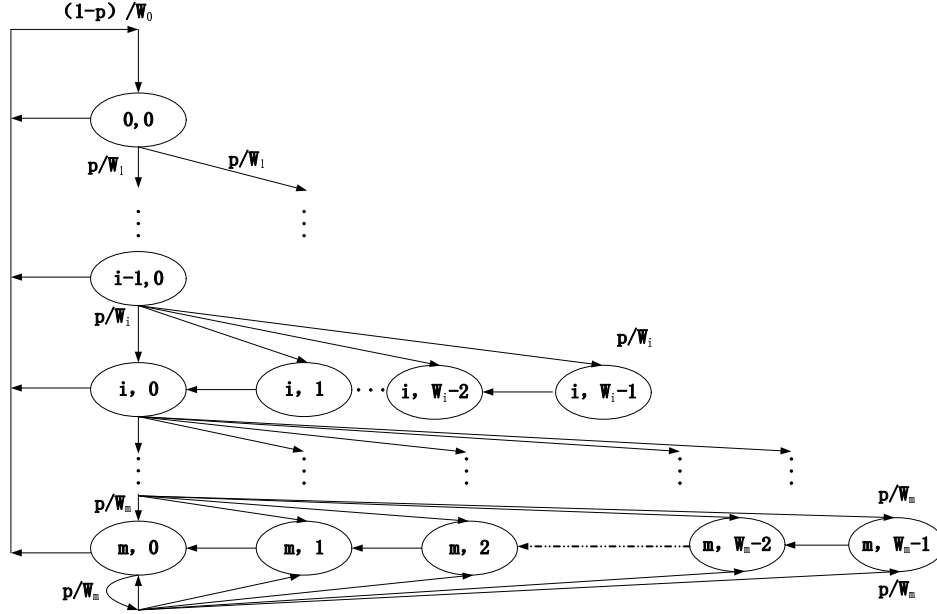 (1-p) /W₀
0,0
p/W₁
p/W₁
i-1,0
p/Wᵢ
p/Wᵢ
i, 0
i, 1
i, Wᵢ-2
i, Wᵢ-1
p/Wₘ
p/Wₘ
m, 0
m, 1
m, 2
m, Wₘ-2
m, Wₘ-1
p/Wₘ
p/Wₘ